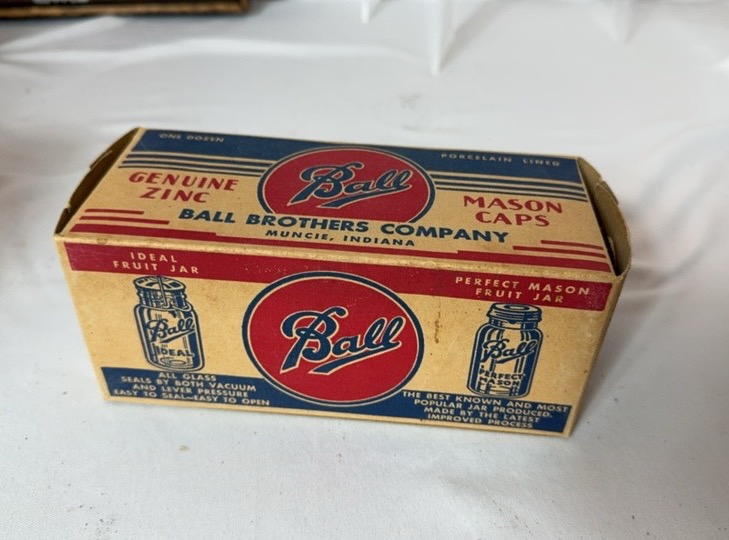 ONE DOZEN
PORCELAIN LINED
GENUINE
ZINC
Ball
MASON
CAPS
BALL BROTHERS COMPANY
MUNCIE, INDIANA
IDEAL
FRUIT JAR
Ball
IDEAL
ALL GLASS
SEALS BY BOTH VACUUM
AND LEVER PRESSURE
EASY TO SEAL-EASY TO OPEN
Ball
PERFECT MASON
FRUIT JAR
Ball
PERFECT
MASON
THE BEST KNOWN AND MOST
POPULAR JAR PRODUCED.
MADE BY THE LATEST
IMPROVED PROCESS